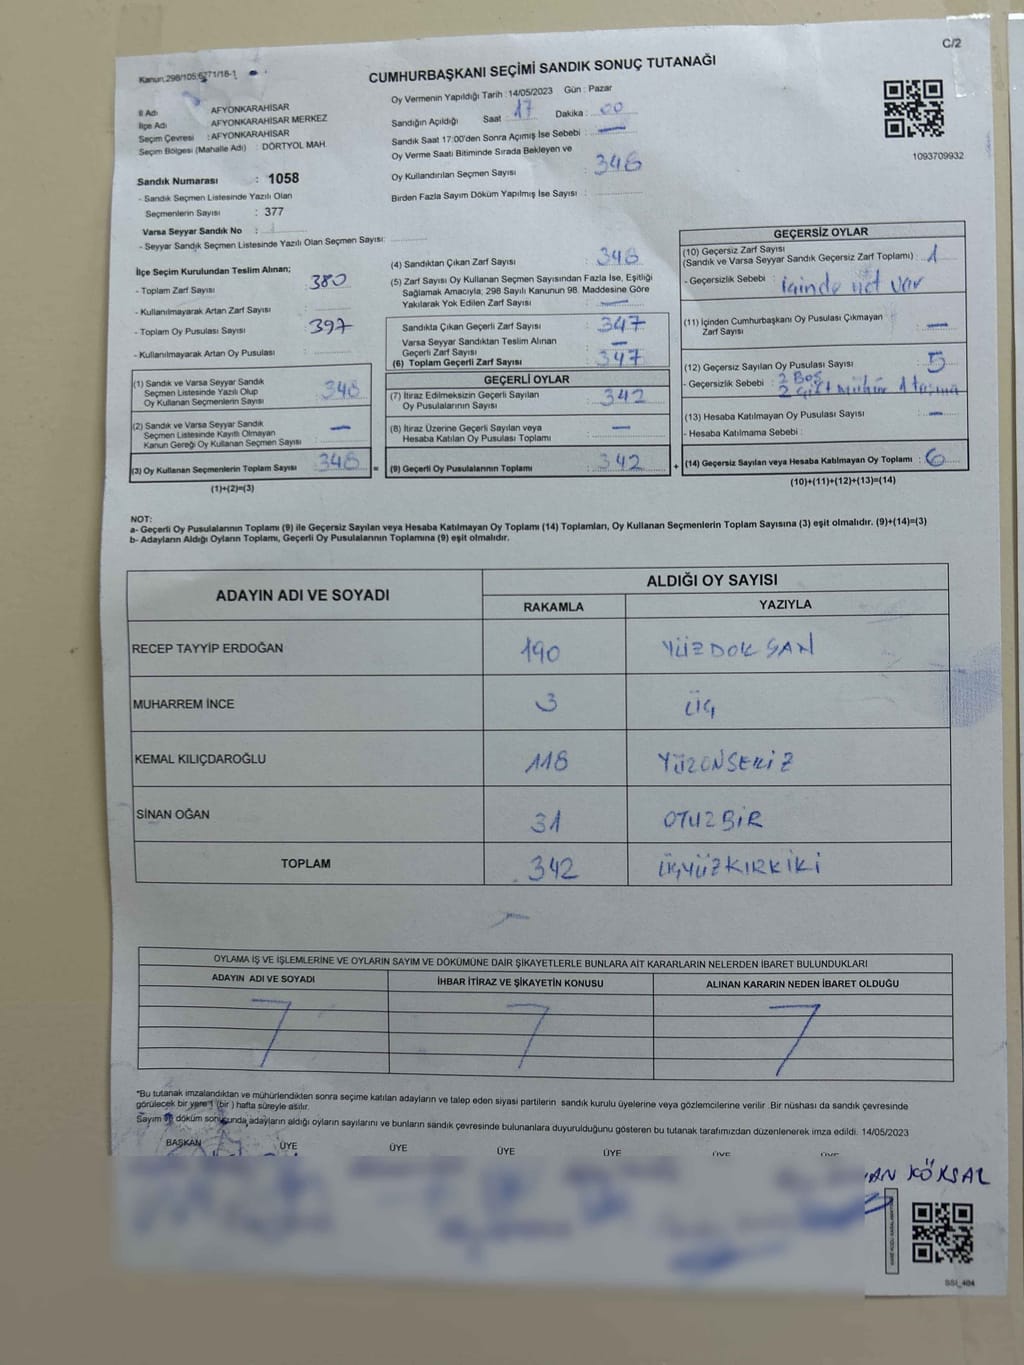 C/2
Kanun:298/105;6271/18-1
CUMHURBAŞKANI SEÇİMİ SANDIK SONUÇ TUTANAĞI
İl Adı AFYONKARAHİSAR
İlçe Adı AFYONKARAHİSAR MERKEZ
Seçim Çevresi : AFYONKARAHİSAR
Seçim Bölgesi (Mahalle Adı) : DÖRTYOL MAH.
Sandık Numarası : 1058
- Sandık Seçmen Listesinde Yazılı Olan
Seçmenlerin Sayısı : 377
Varsa Seyyar Sandık No :
- Seyyar Sandık Seçmen Listesinde Yazılı Olan Seçmen Sayısı:
Oy Vermenin Yapıldığı Tarih : 14/05/2023 Gün : Pazar
Sandığın Açıldığı Saat : 17 Dakika : 00
Sandık Saat 17:00'den Sonra Açımış İse Sebebi : —
Oy Verme Saati Bitiminde Sırada Bekleyen ve
Oy Kullandırılan Seçmen Sayısı : 348
Birden Fazla Sayım Döküm Yapılmış İse Sayısı :
1093709932
İlçe Seçim Kurulundan Teslim Alınan;
- Toplam Zarf Sayısı : 380
- Kullanılmayarak Artan Zarf Sayısı :
- Toplam Oy Pusulası Sayısı : 397
- Kullanılmayarak Artan Oy Pusulası :
(1) Sandık ve Varsa Seyyar Sandık
Seçmen Listesinde Yazılı Olup
Oy Kullanan Seçmenlerin Sayısı : 348
(2) Sandık ve Varsa Seyyar Sandık
Seçmen Listesinde Kayıtlı Olmayan
Kanun Gereği Oy Kullanan Seçmen Sayısı : —
(3) Oy Kullanan Seçmenlerin Toplam Sayısı : 348 =
(1)+(2)=(3)
(4) Sandıktan Çıkan Zarf Sayısı : 348
(5) Zarf Sayısı Oy Kullanan Seçmen Sayısından Fazla İse, Eşitliği
Sağlamak Amacıyla; 298 Sayılı Kanunun 98. Maddesine Göre
Yakılarak Yok Edilen Zarf Sayısı : —
Sandıkta Çıkan Geçerli Zarf Sayısı : 347
Varsa Seyyar Sandıktan Teslim Alınan
Geçerli Zarf Sayısı : —
(6) Toplam Geçerli Zarf Sayısı : 347
GEÇERLİ OYLAR
(7) İtiraz Edilmeksizin Geçerli Sayılan
Oy Pusulalarının Sayısı : 342
(8) İtiraz Üzerine Geçerli Sayılan veya
Hesaba Katılan Oy Pusulası Toplamı : —
(9) Geçerli Oy Pusulalarının Toplamı : 342 +
GEÇERSİZ OYLAR
(10) Geçersiz Zarf Sayısı
(Sandık ve Varsa Seyyar Sandık Geçersiz Zarf Toplamı) : 1
- Geçersizlik Sebebi : içinde not var
(11) İçinden Cumhurbaşkanı Oy Pusulası Çıkmayan
Zarf Sayısı : —
(12) Geçersiz Sayılan Oy Pusulası Sayısı : 5
- Geçersizlik Sebebi : 2 Boş
2 çift mühür 1 taşma
(13) Hesaba Katılmayan Oy Pusulası Sayısı : —
- Hesaba Katılmama Sebebi :
(14) Geçersiz Sayılan veya Hesaba Katılmayan Oy Toplamı : 6
(10)+(11)+(12)+(13)=(14)
NOT:
a- Geçerli Oy Pusulalarının Toplamı (9) ile Geçersiz Sayılan veya Hesaba Katılmayan Oy Toplamı (14) Toplamları, Oy Kullanan Seçmenlerin Toplam Sayısına (3) eşit olmalıdır. (9)+(14)=(3)
b- Adayların Aldığı Oyların Toplamı, Geçerli Oy Pusulalarının Toplamına (9) eşit olmalıdır.
ADAYIN ADI VE SOYADI ALDIĞI OY SAYISI
RAKAMLA YAZIYLA
RECEP TAYYİP ERDOĞAN 190 YÜZDOKSAN
MUHARREM İNCE 3 ÜÇ
KEMAL KILIÇDAROĞLU 118 YÜZONSEKİZ
SİNAN OĞAN 31 OTUZBİR
TOPLAM 342 ÜÇYÜZKIRKİKİ
OYLAMA İŞ VE İŞLEMLERİNE VE OYLARIN SAYIM VE DÖKÜMÜNE DAİR ŞİKAYETLERLE BUNLARA AİT KARARLARIN NELERDEN İBARET BULUNDUKLARI
ADAYIN ADI VE SOYADI İHBAR İTİRAZ VE ŞİKAYETİN KONUSU ALINAN KARARIN NEDEN İBARET OLDUĞU
*Bu tutanak imzalandıktan ve mühürlendikten sonra seçime katılan adayların ve talep eden siyasi partilerin sandık kurulu üyelerine veya gözlemcilerine verilir .Bir nüshası da sandık çevresinde
görülecek bir yere 1 (bir ) hafta süreyle asılır.
Sayım döküm sonucunda,adayların aldığı oyların sayılarını ve bunların sandık çevresinde bulunanlara duyurulduğunu gösteren bu tutanak tarafımızdan düzenlenerek imza edildi. 14/05/2023
BAŞKAN ÜYE ÜYE ÜYE ÜYE ÜYE ÜYE
KÖKSAL
SSI_404